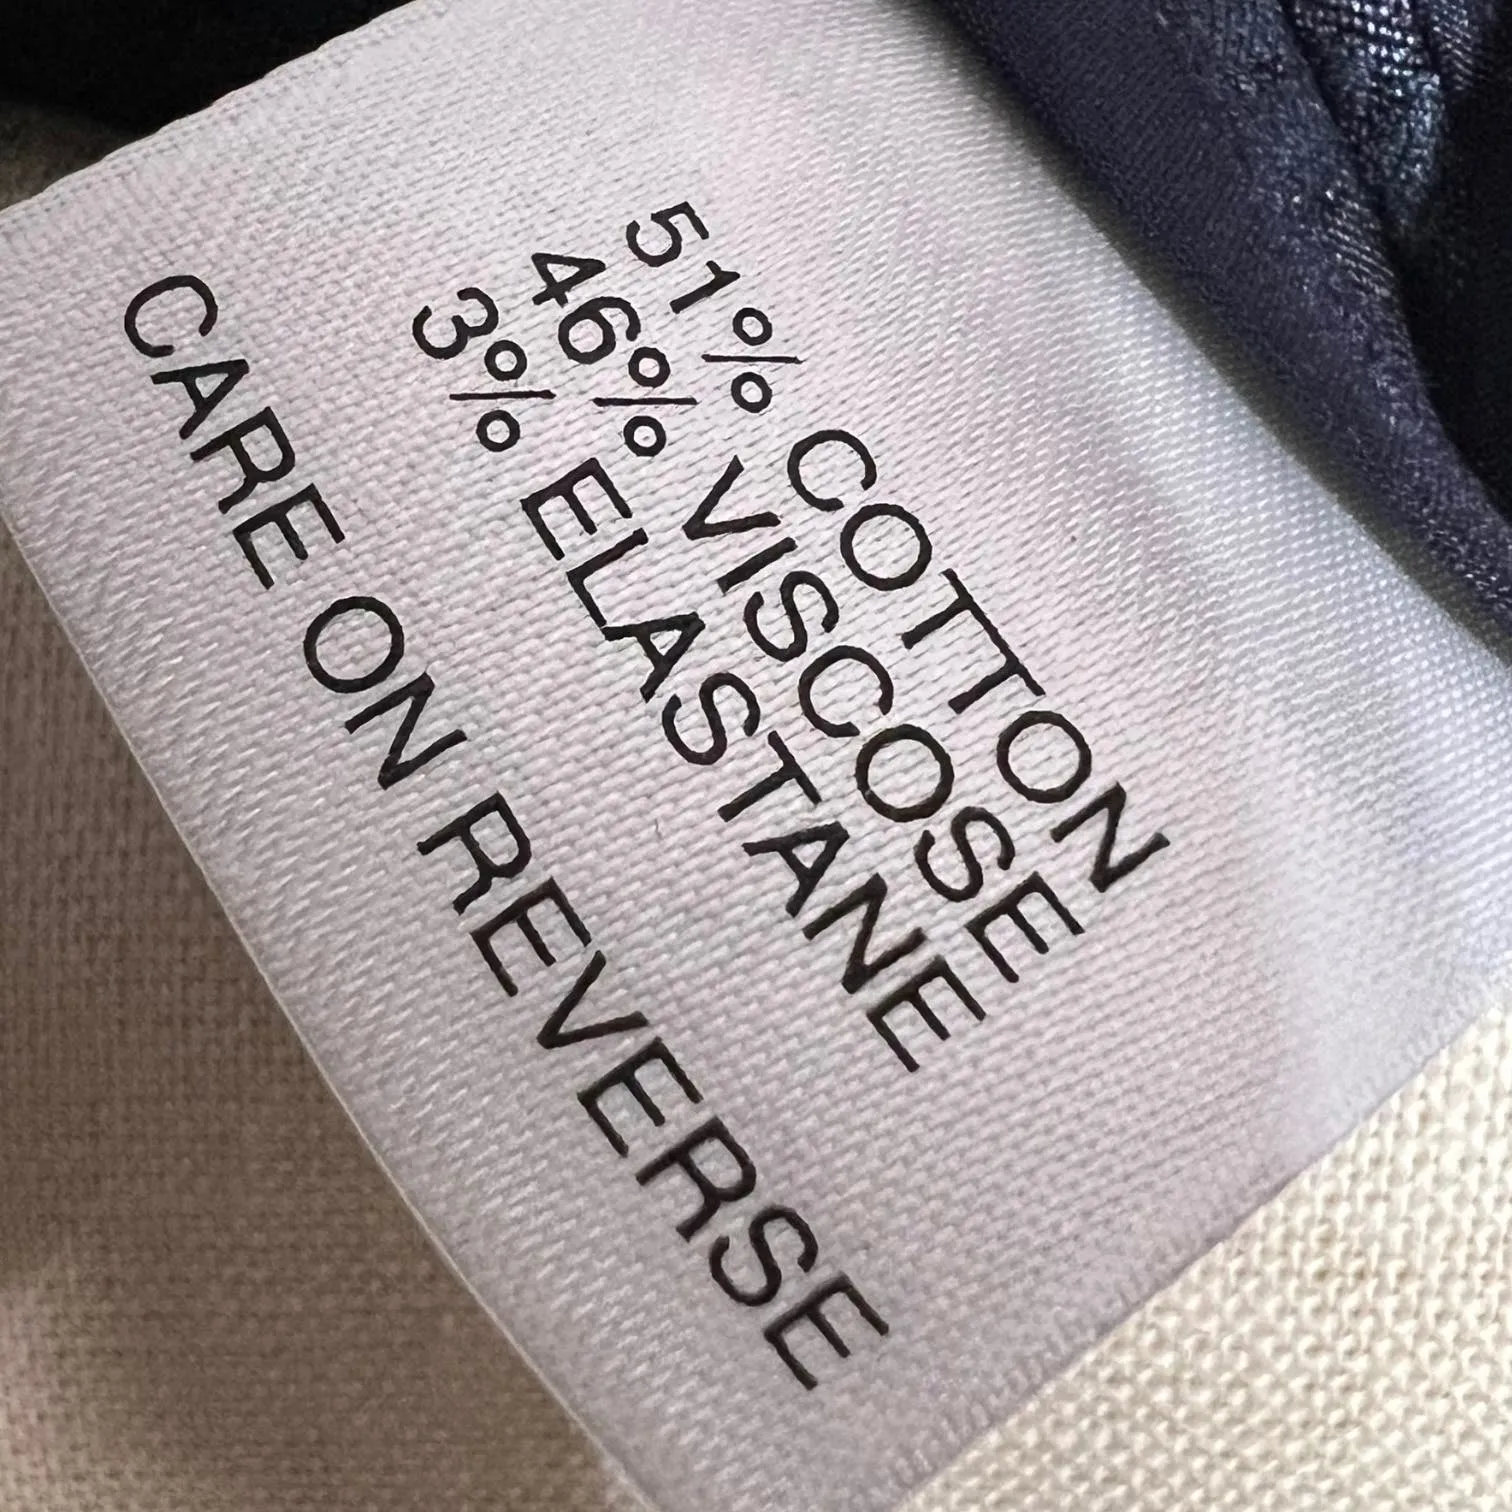 51% COTTON
46% VISCOSE
3% ELASTANE
CARE ON REVERSE